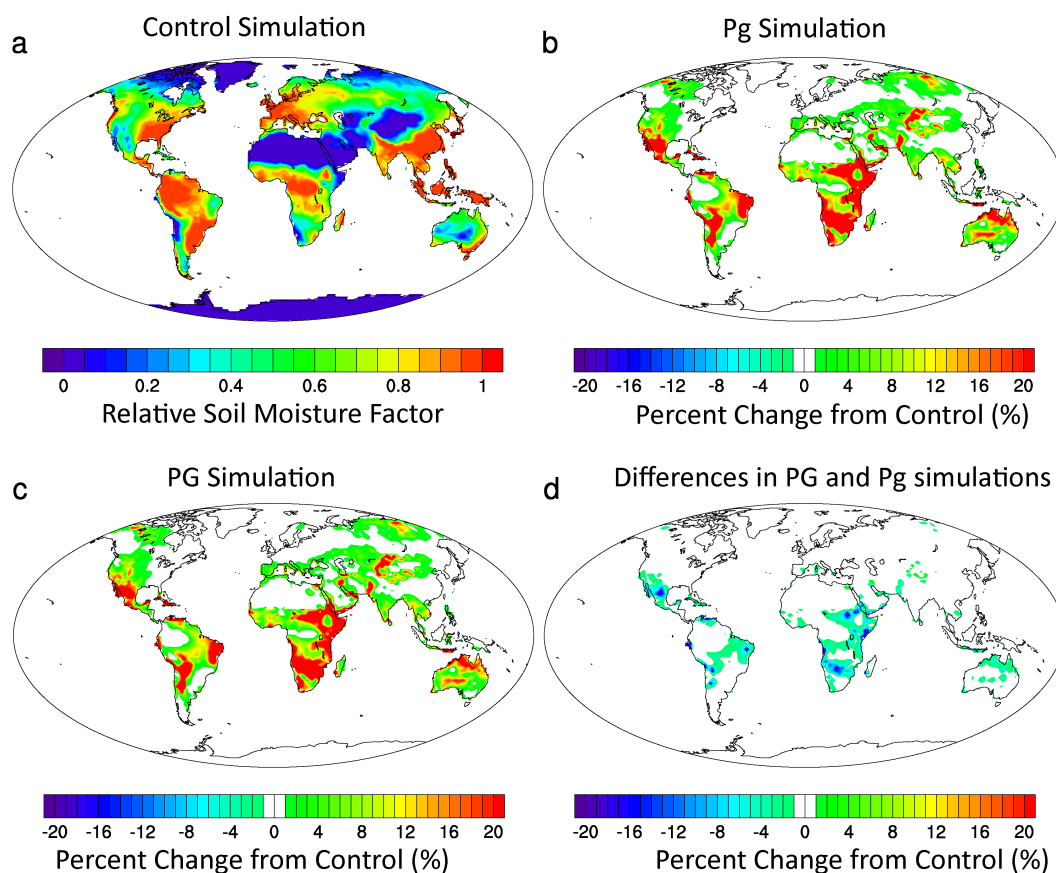 a
Control Simulation
b
Pg Simulation
0 0.2 0.4 0.6 0.8 1
Relative Soil Moisture Factor
-20 -16 -12 -8 -4 0 4 8 12 16 20
Percent Change from Control (%)
c
PG Simulation
d
Differences in PG and Pg simulations
-20 -16 -12 -8 -4 0 4 8 12 16 20
Percent Change from Control (%)
-20 -16 -12 -8 -4 0 4 8 12 16 20
Percent Change from Control (%)